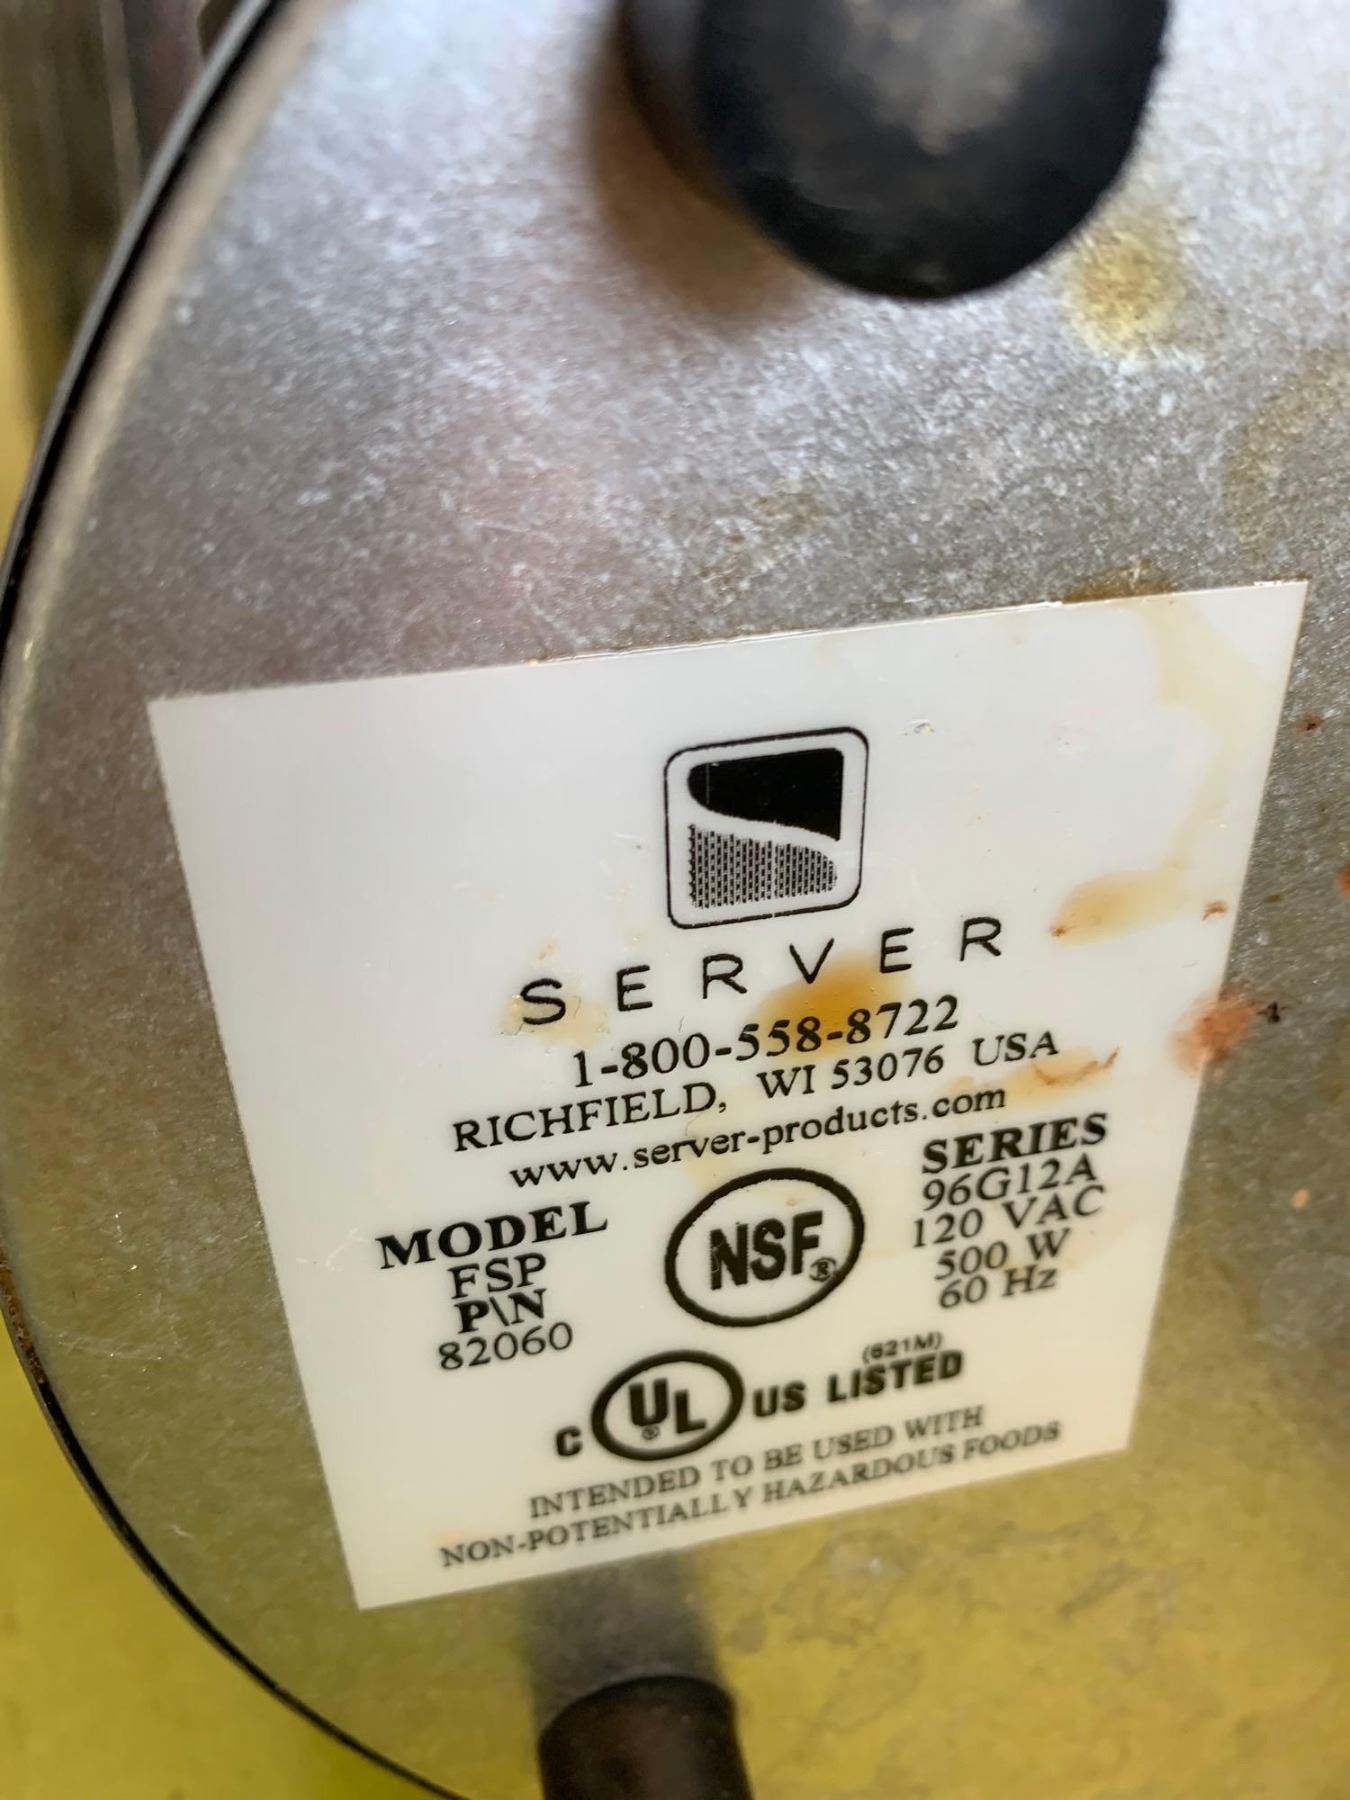 SERVER
1-800-558-8722
RICHFIELD, WI 53076 USA
www.server-products.com
MODEL
FSP
P\N
82060
NSF®
SERIES
96G12A
120 VAC
500 W
60 Hz
C UL® US LISTED
(621M)
INTENDED TO BE USED WITH
NON-POTENTIALLY HAZARDOUS FOODS